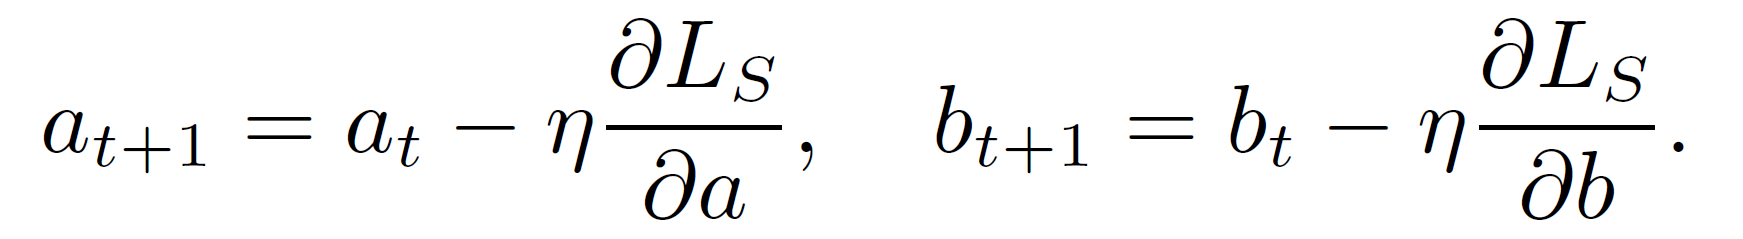 $a_{t+1} = a_t - \eta \frac{\partial L_S}{\partial a}, \quad b_{t+1} = b_t - \eta \frac{\partial L_S}{\partial b}.$